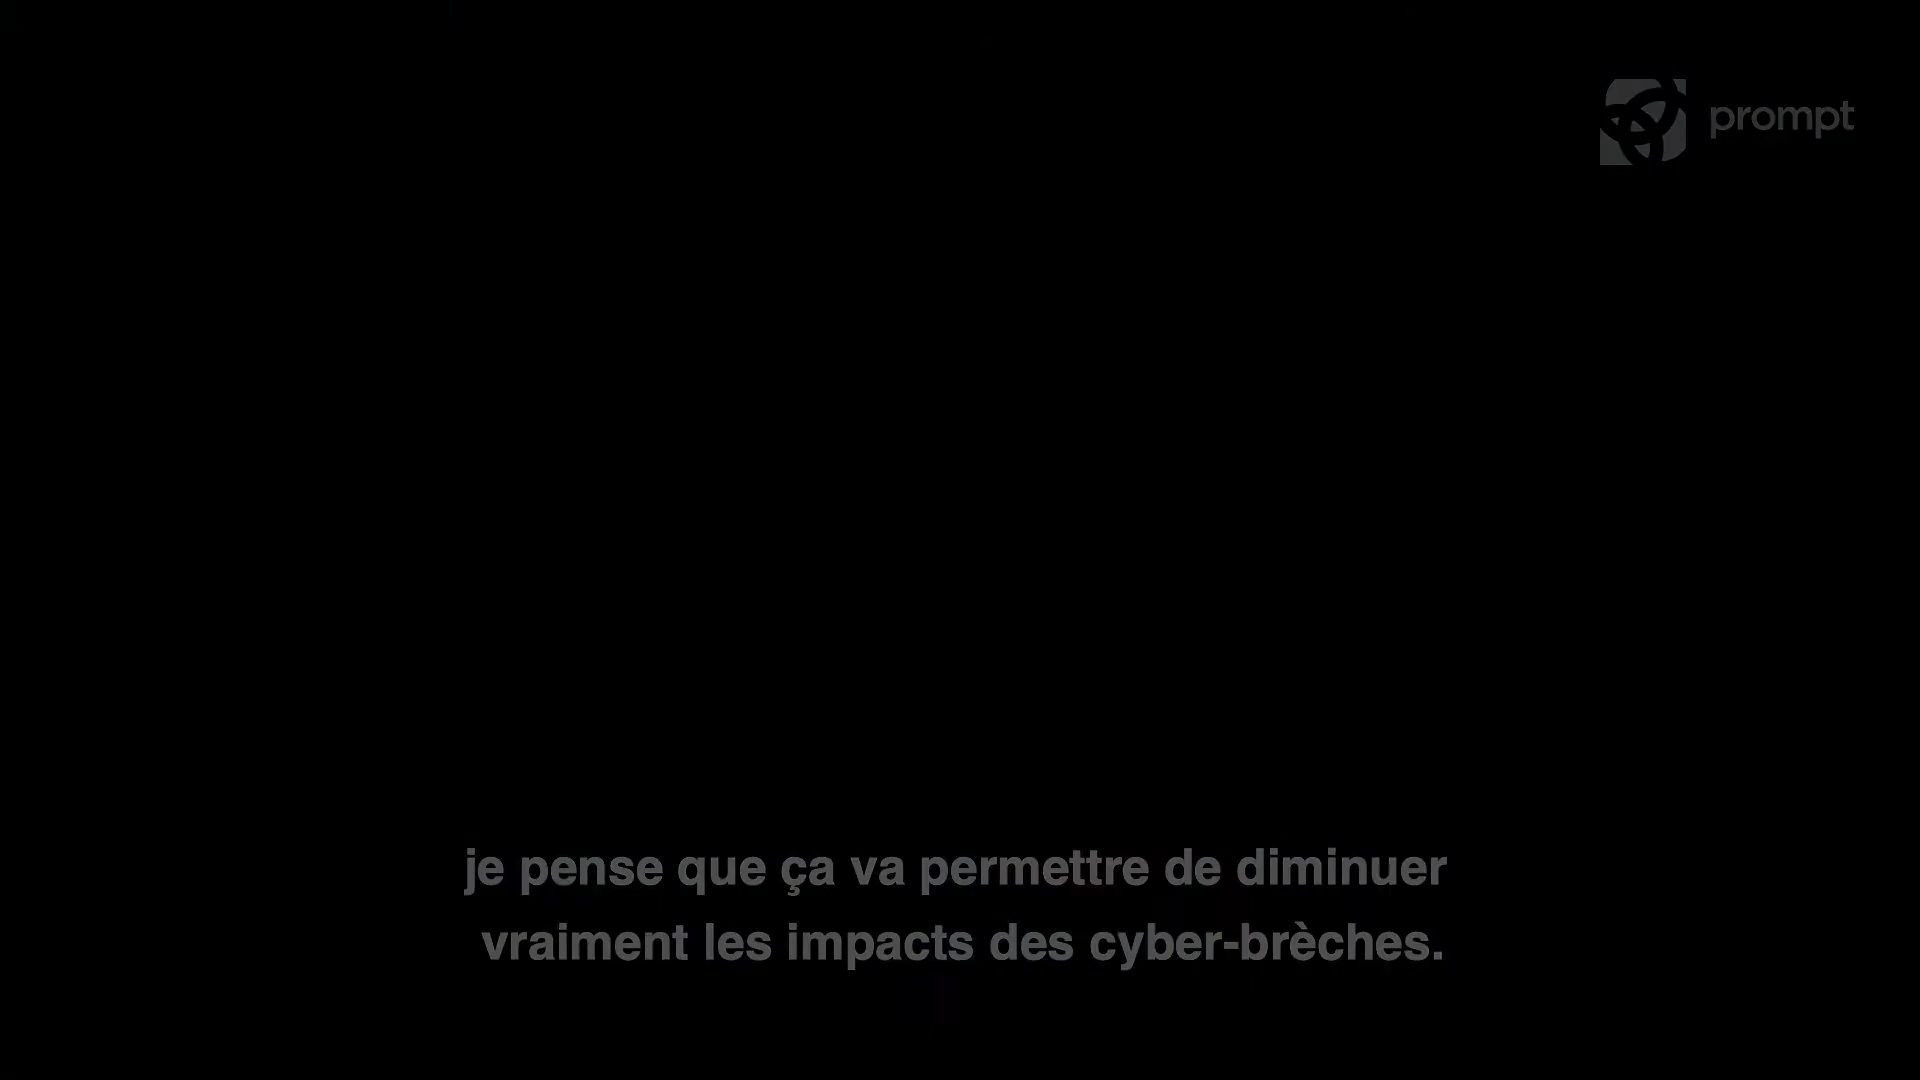 prompt
je pense que ça va permettre de diminuer
vraiment les impacts des cyber-brèches.